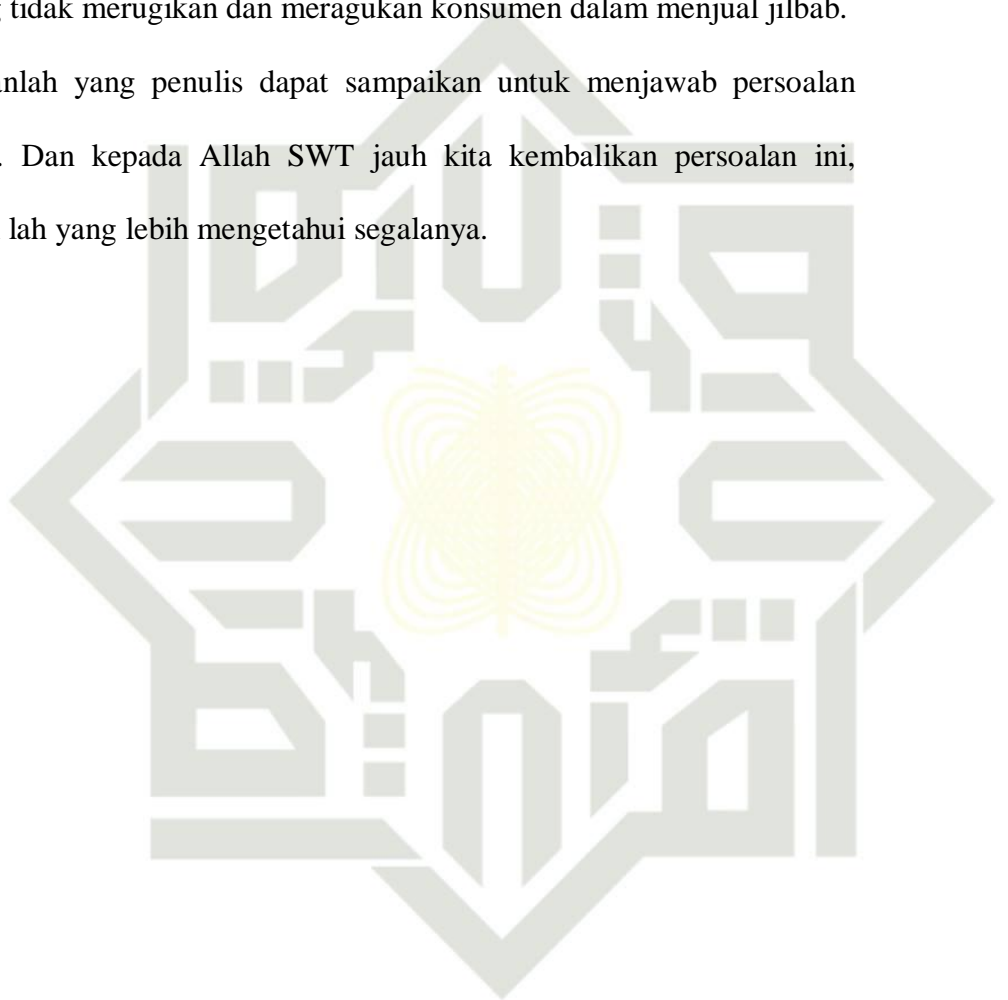 tidak merugikan dan meragukan konsumen dalam menjual jilbab.
yang penulis dapat sampaikan untuk menjawab persoalan
Dan kepada Allah SWT jauh kita kembalikan persoalan ini,
lah yang lebih mengetahui segalanya.